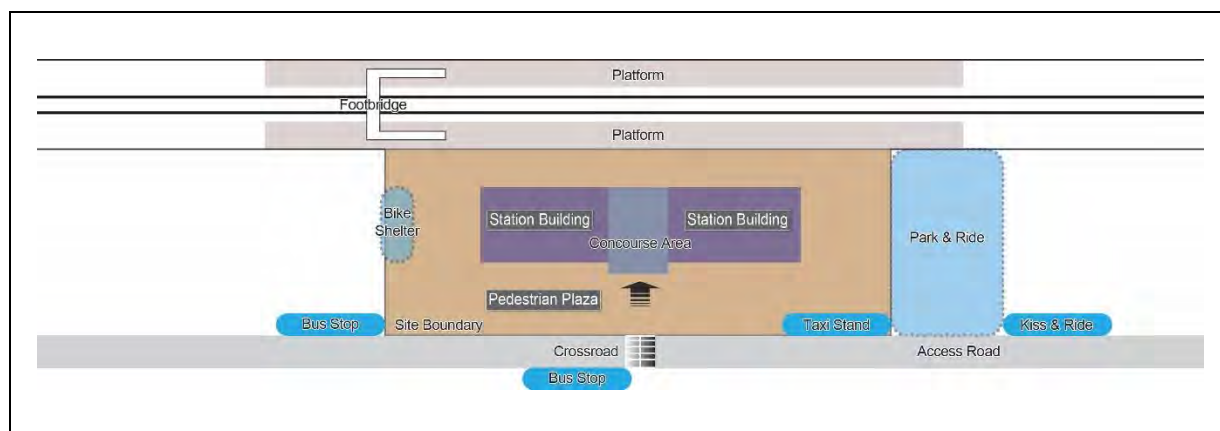 Platform
Footbridge
Platform
Bike
Shelter
Station Building
Station Building
Concourse Area
Park & Ride
Pedestrian Plaza
Bus Stop
Site Boundary
Taxi Stand
Kiss & Ride
Crossroad
Access Road
Bus Stop